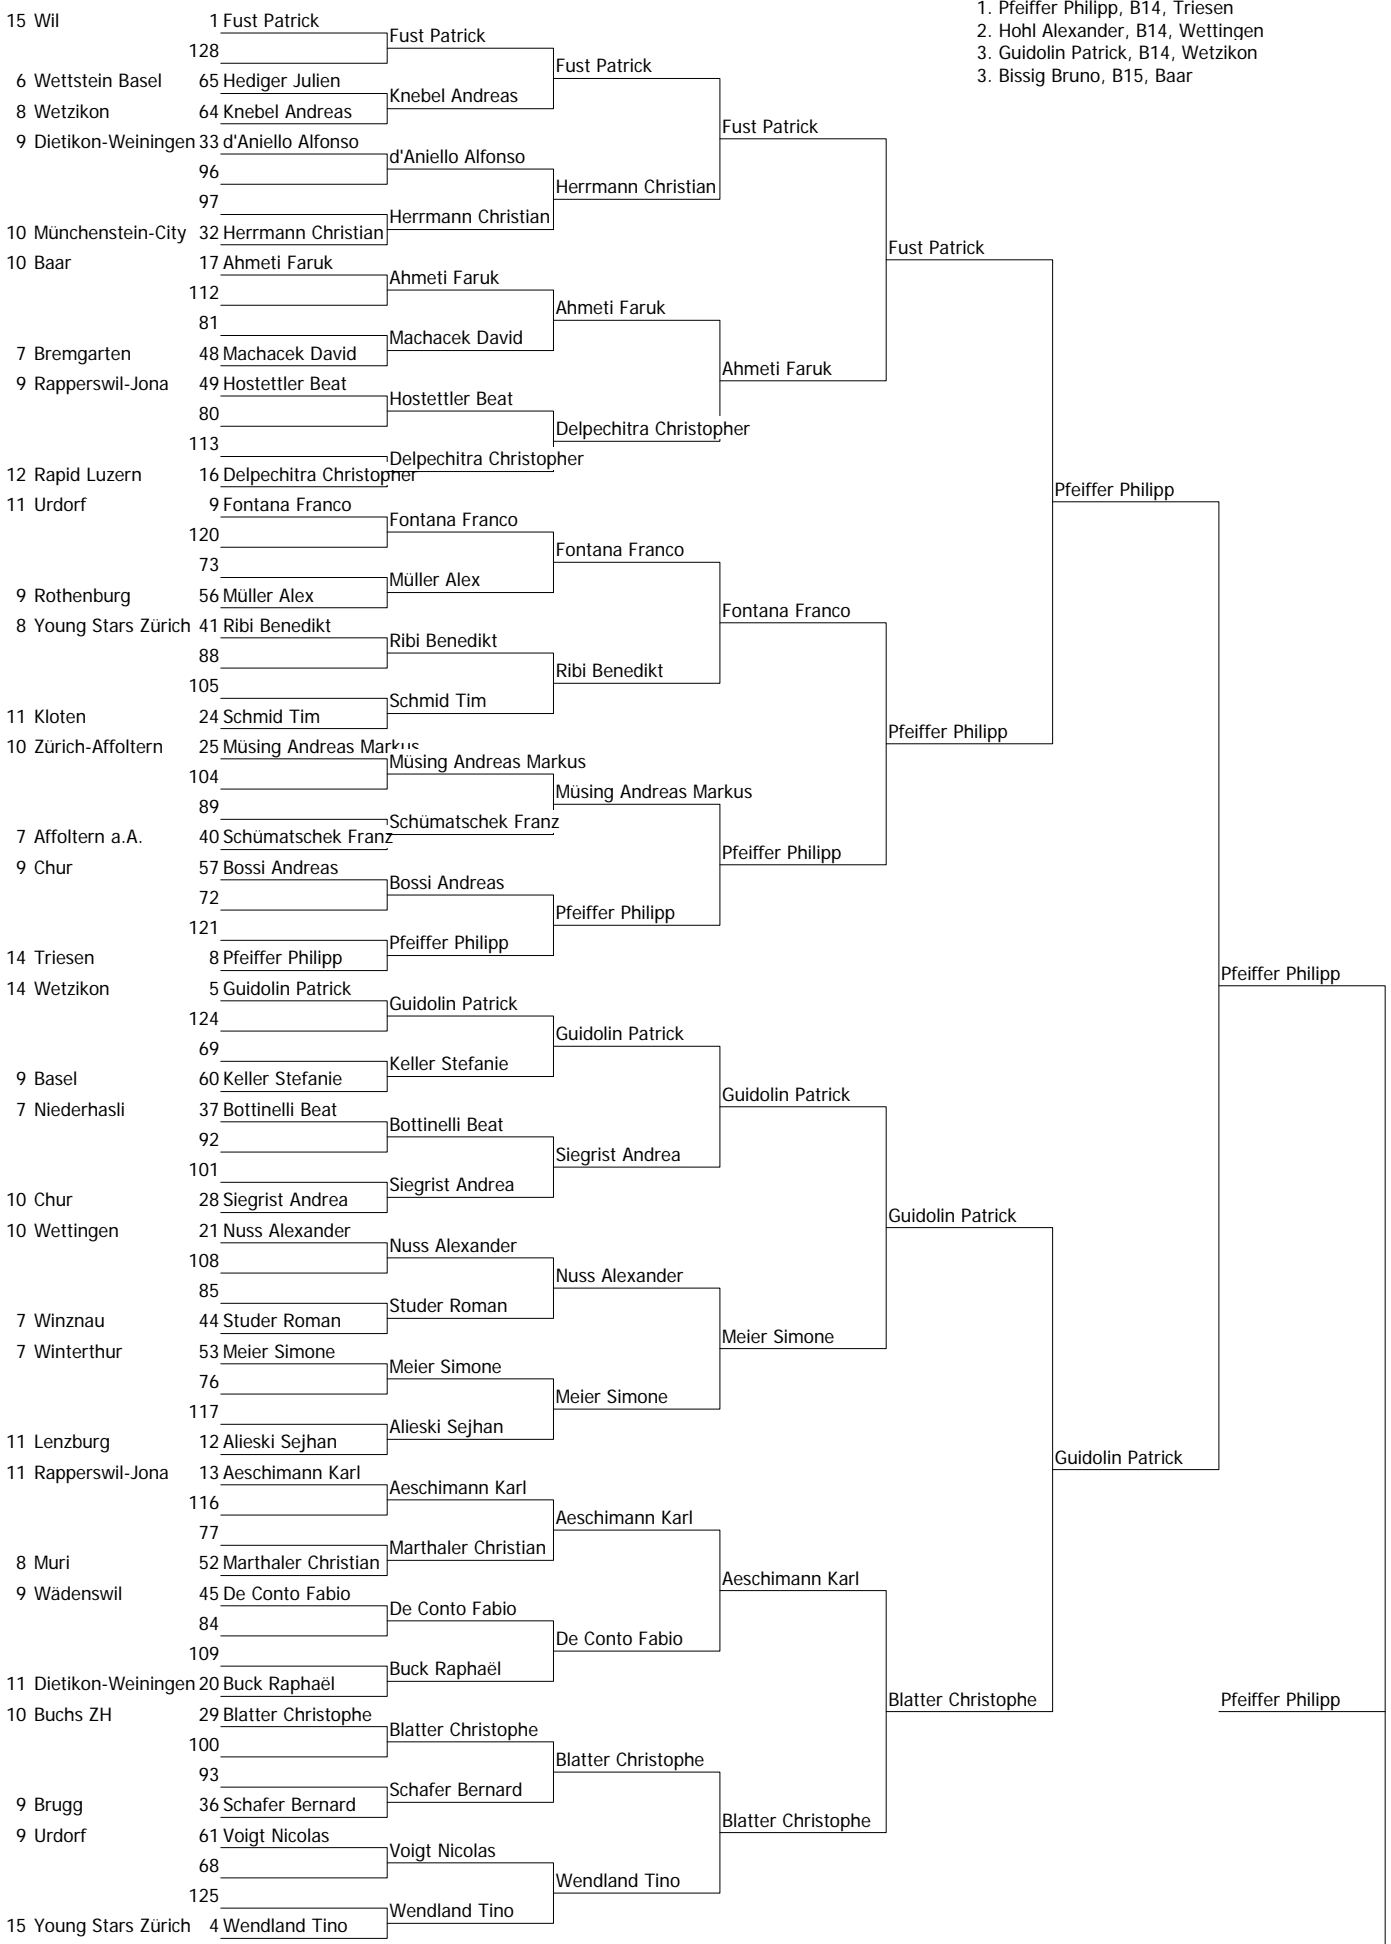 1. Pfeiffer Philipp, B14, Triesen
2. Hohl Alexander, B14, Wettingen
3. Guidolin Patrick, B14, Wetzikon
3. Bissig Bruno, B15, Baar
15 Wil 1 Fust Patrick
Fust Patrick
128
Fust Patrick
6 Wettstein Basel 65 Hediger Julien
Knebel Andreas
8 Wetzikon 64 Knebel Andreas
Fust Patrick
9 Dietikon-Weiningen 33 d'Aniello Alfonso
d'Aniello Alfonso
96
Herrmann Christian
97
Herrmann Christian
10 Münchenstein-City 32 Herrmann Christian
Fust Patrick
10 Baar 17 Ahmeti Faruk
Ahmeti Faruk
112
Ahmeti Faruk
81
Machacek David
7 Bremgarten 48 Machacek David
Ahmeti Faruk
9 Rapperswil-Jona 49 Hostettler Beat
Hostettler Beat
80
Delpechitra Christopher
113
Delpechitra Christopher
12 Rapid Luzern 16 Delpechitra Christopher
Pfeiffer Philipp
11 Urdorf 9 Fontana Franco
Fontana Franco
120
Fontana Franco
73
Müller Alex
9 Rothenburg 56 Müller Alex
Fontana Franco
8 Young Stars Zürich 41 Ribi Benedikt
Ribi Benedikt
88
Ribi Benedikt
105
Schmid Tim
11 Kloten 24 Schmid Tim
Pfeiffer Philipp
10 Zürich-Affoltern 25 Müsing Andreas Markus
Müsing Andreas Markus
104
Müsing Andreas Markus
89
Schümatschek Franz
7 Affoltern a.A. 40 Schümatschek Franz
Pfeiffer Philipp
9 Chur 57 Bossi Andreas
Bossi Andreas
72
Pfeiffer Philipp
121
Pfeiffer Philipp
14 Triesen 8 Pfeiffer Philipp
Pfeiffer Philipp
14 Wetzikon 5 Guidolin Patrick
Guidolin Patrick
124
Guidolin Patrick
69
Keller Stefanie
9 Basel 60 Keller Stefanie
Guidolin Patrick
7 Niederhasli 37 Bottinelli Beat
Bottinelli Beat
92
Siegrist Andrea
101
Siegrist Andrea
10 Chur 28 Siegrist Andrea
Guidolin Patrick
10 Wettingen 21 Nuss Alexander
Nuss Alexander
108
Nuss Alexander
85
Studer Roman
7 Winznau 44 Studer Roman
Meier Simone
7 Winterthur 53 Meier Simone
Meier Simone
76
Meier Simone
117
Alieski Sejhan
11 Lenzburg 12 Alieski Sejhan
Guidolin Patrick
11 Rapperswil-Jona 13 Aeschimann Karl
Aeschimann Karl
116
Aeschimann Karl
77
Marthaler Christian
8 Muri 52 Marthaler Christian
Aeschimann Karl
9 Wädenswil 45 De Conto Fabio
De Conto Fabio
84
De Conto Fabio
109
Buck Raphaël
11 Dietikon-Weiningen 20 Buck Raphaël
Blatter Christophe
Pfeiffer Philipp
10 Buchs ZH 29 Blatter Christophe
Blatter Christophe
100
Blatter Christophe
93
Schafer Bernard
9 Brugg 36 Schafer Bernard
Blatter Christophe
9 Urdorf 61 Voigt Nicolas
Voigt Nicolas
68
Wendland Tino
125
Wendland Tino
15 Young Stars Zürich 4 Wendland Tino